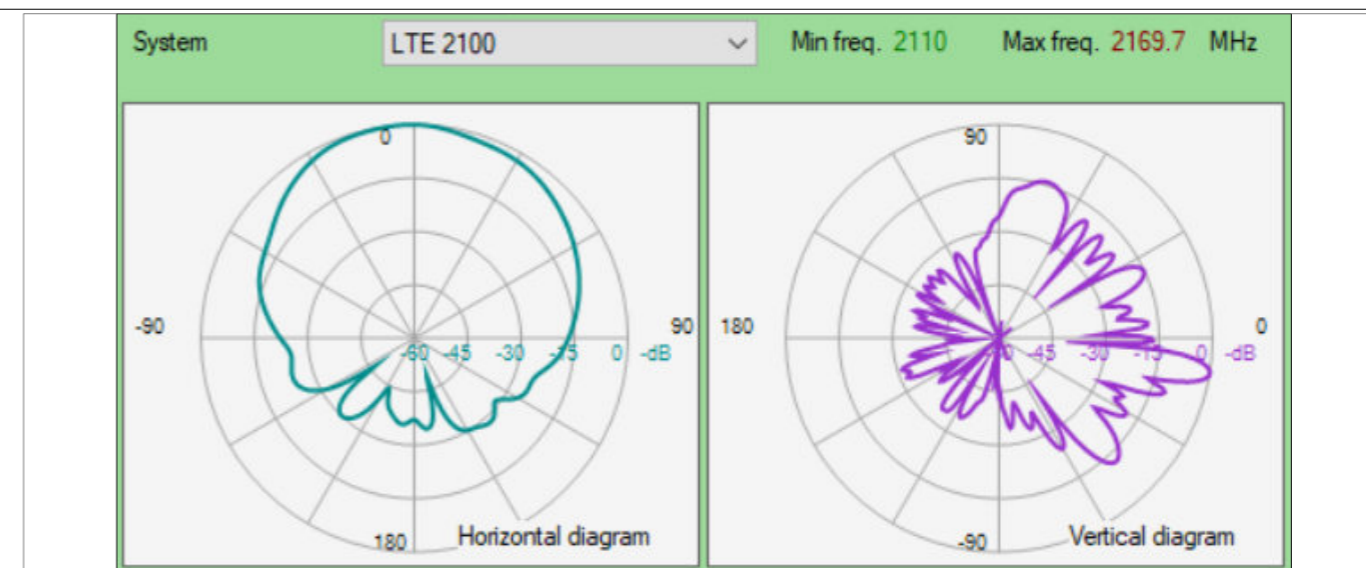 System LTE 2100 Min freq. 2110 Max freq. 2169.7 MHz
0
-90 90
-60 -45 -30 -15 0 -dB
180 Horizontal diagram
90
180 0
-60 -45 -30 -15 0 -dB
-90 Vertical diagram